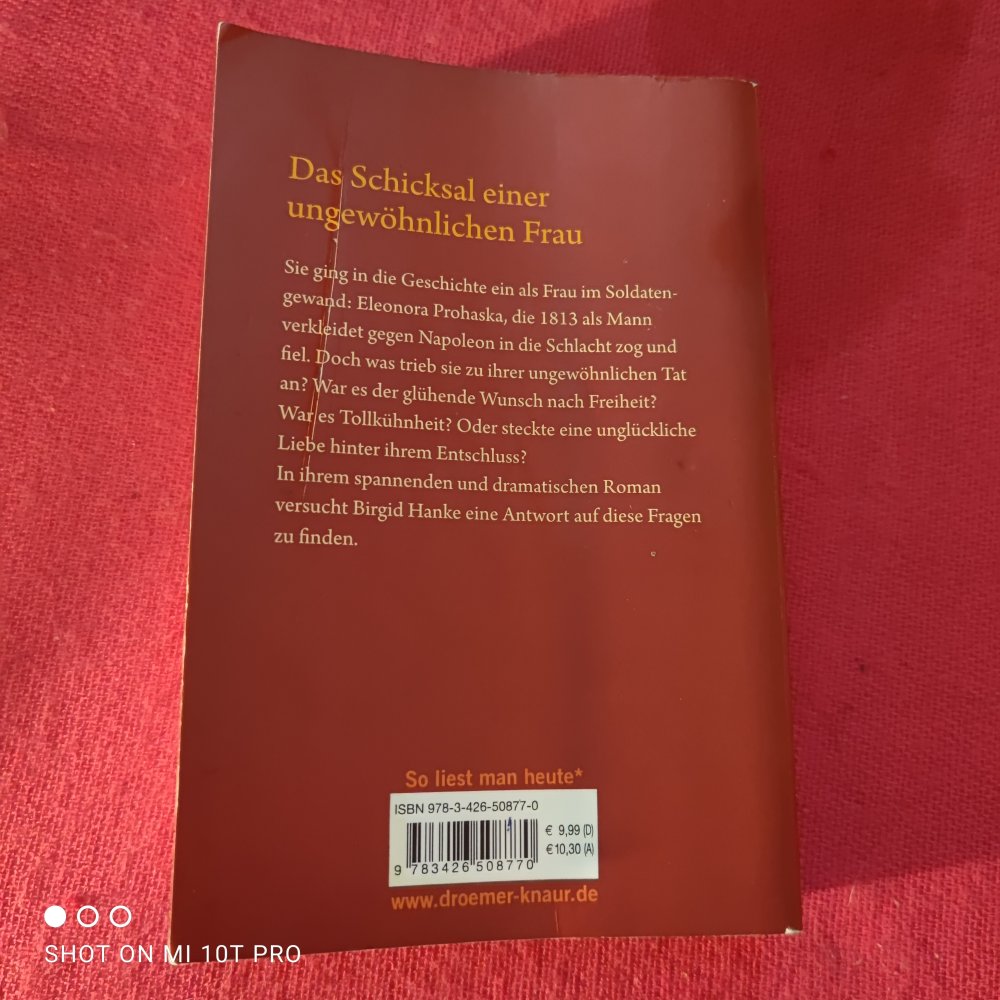 Das Schicksal einer
ungewöhnlichen Frau
Sie ging in die Geschichte ein als Frau im Soldaten-
gewand: Eleonora Prohaska, die 1813 als Mann
verkleidet gegen Napoleon in die Schlacht zog und
fiel. Doch was trieb sie zu ihrer ungewöhnlichen Tat
an? War es der glühende Wunsch nach Freiheit?
War es Tollkühnheit? Oder steckte eine unglückliche
Liebe hinter ihrem Entschluss?
In ihrem spannenden und dramatischen Roman
versucht Birgid Hanke eine Antwort auf diese Fragen
zu finden.
So liest man heute*
ISBN 978-3-426-50877-0
€ 9,99 (D)
€ 10,30 (A)
9 783426 508770
www.droemer-knaur.de
SHOT ON MI 10T PRO